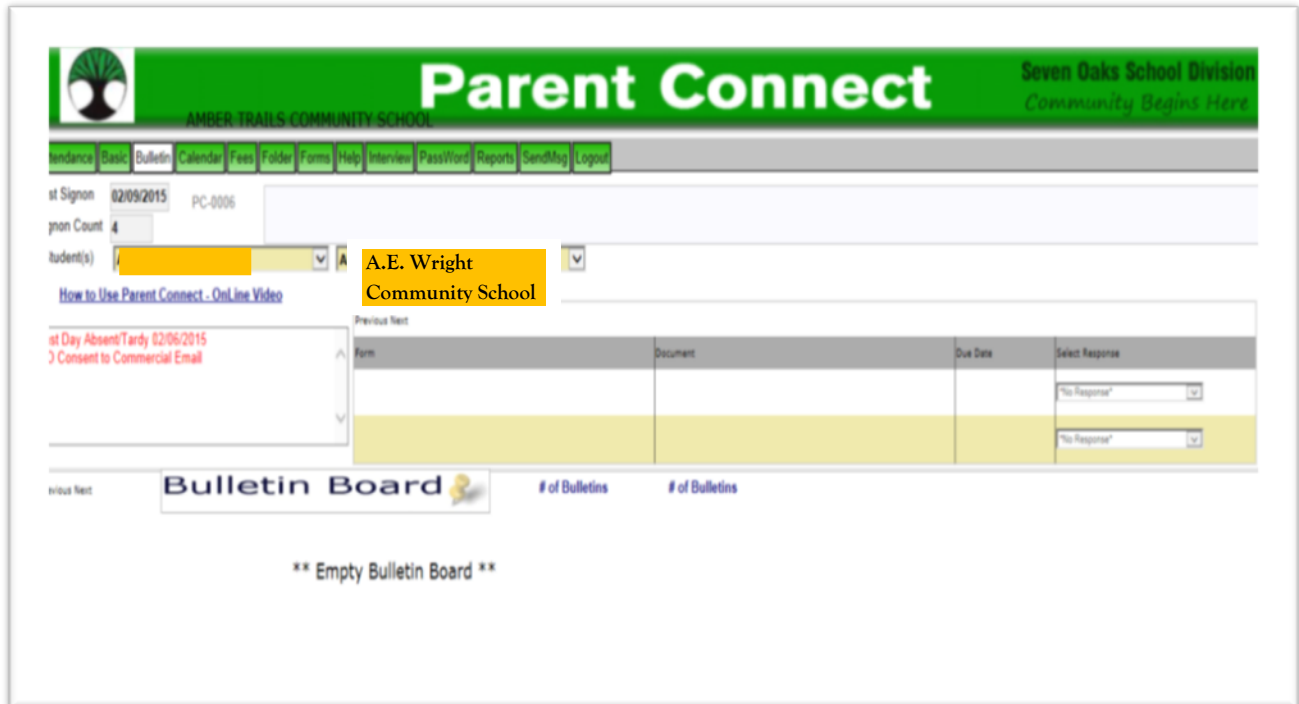 Parent Connect
Seven Oaks School Division
Community Begins Here
AMBER TRAILS COMMUNITY SCHOOL
tendance Basic Bulletin Calendar Fees Folder Forms Help Interview PassWord Reports SendMsg Logout
st Signon 02/09/2015 PC-0006
gnon Count 4
tudent(s) A A.E. Wright
Community School
How to Use Parent Connect - OnLine Video
Previous Next
st Day Absent/Tardy 02/06/2015
O Consent to Commercial Email
Form Document Due Date Select Response
*No Response*
*No Response*
evious Next Bulletin Board # of Bulletins # of Bulletins
** Empty Bulletin Board **